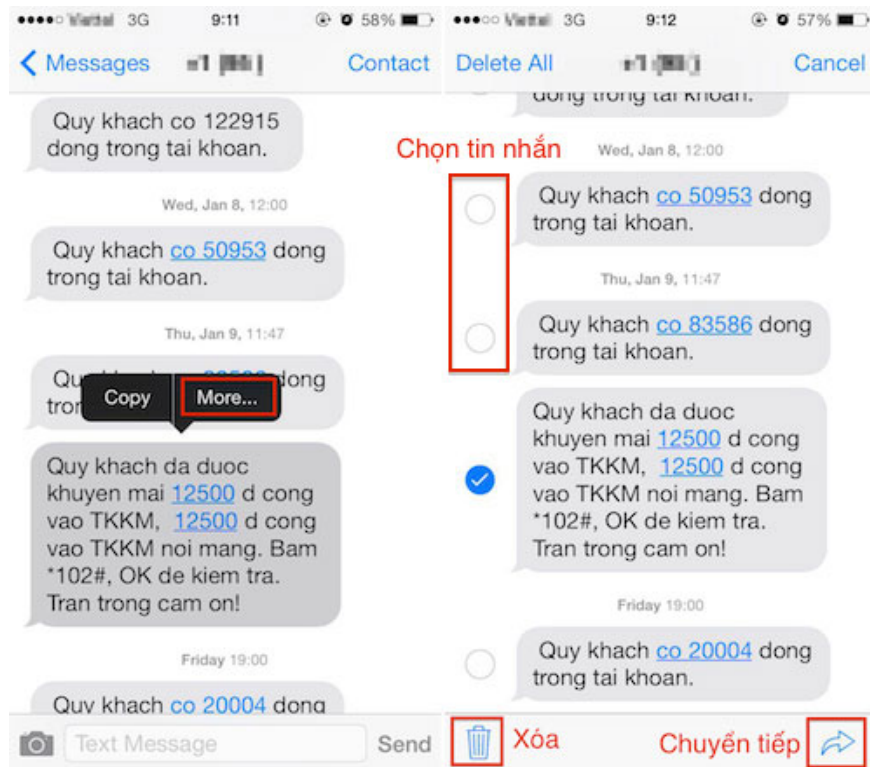 3G 9:11 58%
Messages
Contact
Quy khach co 122915
dong trong tai khoan.
Wed, Jan 8, 12:00
Quy khach co 50953 dong
trong tai khoan.
Thu, Jan 9, 11:47
dong
Copy More...
Quy khach da duoc
khuyen mai 12500 d cong
vao TKKM, 12500 d cong
vao TKKM noi mang. Bam
*102#, OK de kiem tra.
Tran trong cam on!
Friday 19:00
Quy khach co 20004 dong
Text Message
Send
3G 9:12 57%
Delete All
Cancel
dong trong tai khoan.
Chọn tin nhắn
Wed, Jan 8, 12:00
Quy khach co 50953 dong
trong tai khoan.
Thu, Jan 9, 11:47
Quy khach co 83586 dong
trong tai khoan.
Quy khach da duoc
khuyen mai 12500 d cong
vao TKKM, 12500 d cong
vao TKKM noi mang. Bam
*102#, OK de kiem tra.
Tran trong cam on!
Friday 19:00
Quy khach co 20004 dong
trong tai khoan.
Xóa
Chuyển tiếp